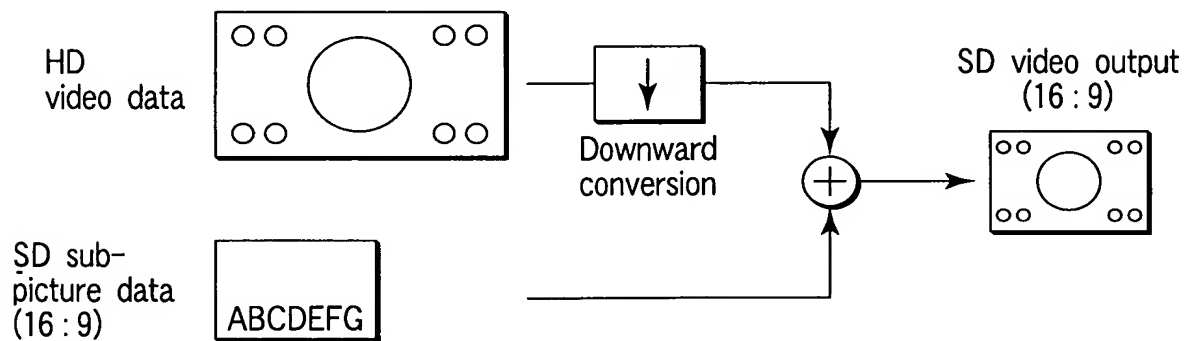 HD
video data
Downward
conversion
SD video output
(16 : 9)
SD sub-
picture data
(16 : 9)
ABCDEFG